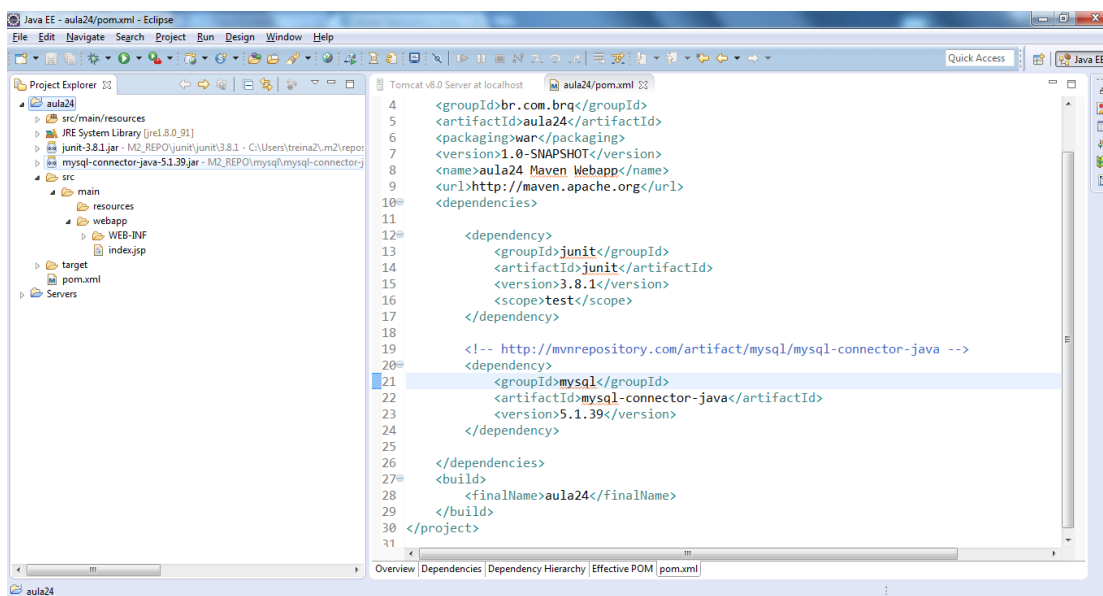 Java EE - aula24/pom.xml - Eclipse
File Edit Navigate Search Project Run Design Window Help
Quick Access
Java EE
Project Explorer
aula24
src/main/resources
JRE System Library [jre1.8.0_91]
junit-3.8.1.jar - M2_REPO\junit\junit\3.8.1 - C:\Users\treina2\.m2\repos
mysql-connector-java-5.1.39.jar - M2_REPO\mysql\mysql-connector-j
src
main
resources
webapp
WEB-INF
index.jsp
target
pom.xml
Servers
Tomcat v8.0 Server at localhost
aula24/pom.xml
4 <groupId>br.com.brq</groupId>
5 <artifactId>aula24</artifactId>
6 <packaging>war</packaging>
7 <version>1.0-SNAPSHOT</version>
8 <name>aula24 Maven Webapp</name>
9 <url>http://maven.apache.org</url>
10 <dependencies>
11
12 <dependency>
13 <groupId>junit</groupId>
14 <artifactId>junit</artifactId>
15 <version>3.8.1</version>
16 <scope>test</scope>
17 </dependency>
18
19 <!-- http://mvnrepository.com/artifact/mysql/mysql-connector-java -->
20 <dependency>
21 <groupId>mysql</groupId>
22 <artifactId>mysql-connector-java</artifactId>
23 <version>5.1.39</version>
24 </dependency>
25
26 </dependencies>
27 <build>
28 <finalName>aula24</finalName>
29 </build>
30 </project>
31
Overview Dependencies Dependency Hierarchy Effective POM pom.xml
aula24